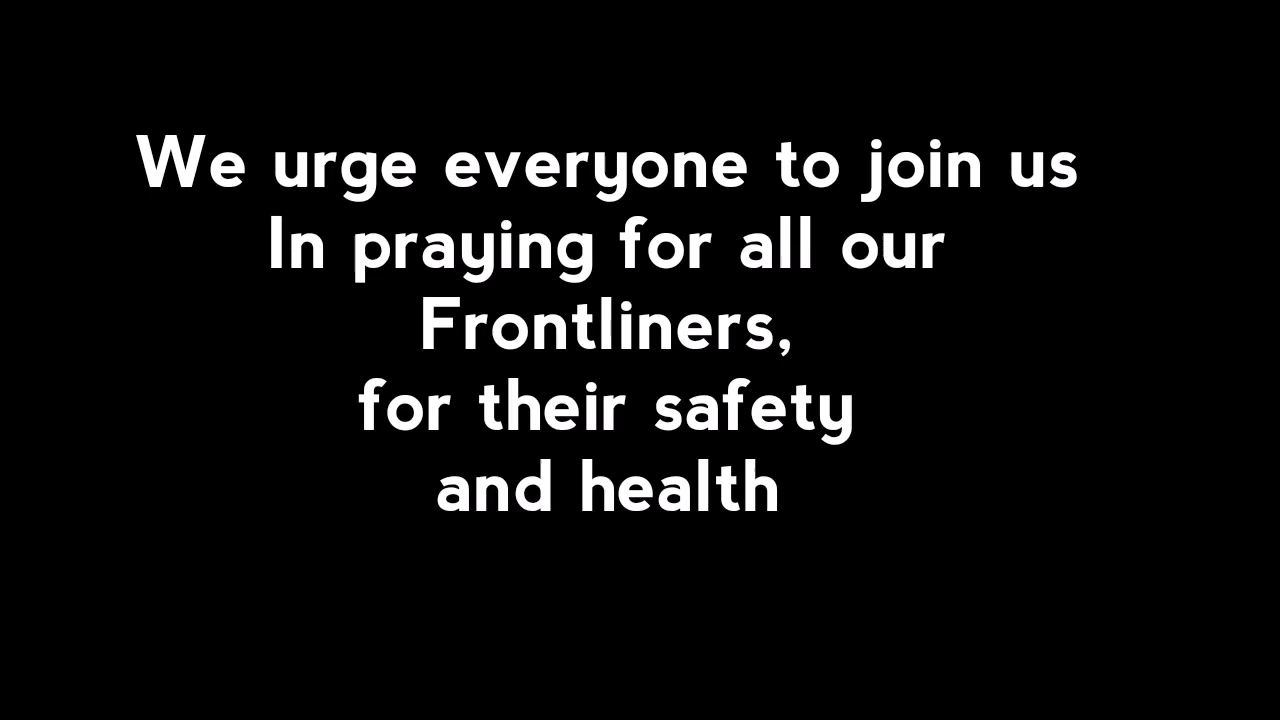 We urge everyone to join us
In praying for all our
Frontliners,
for their safety
and health